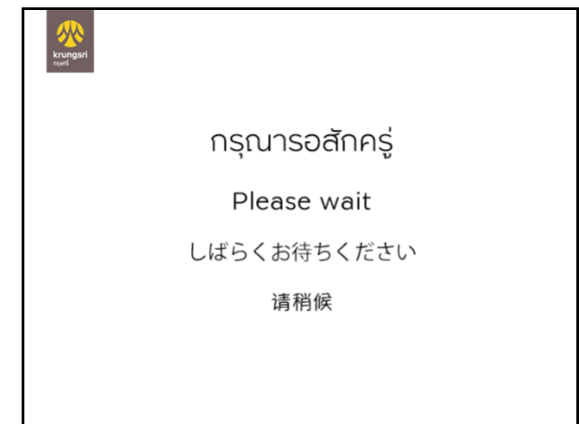 krungsri
กรุงศรี
กรุณารอสักครู่
Please wait
しばらくお待ちください
请稍候